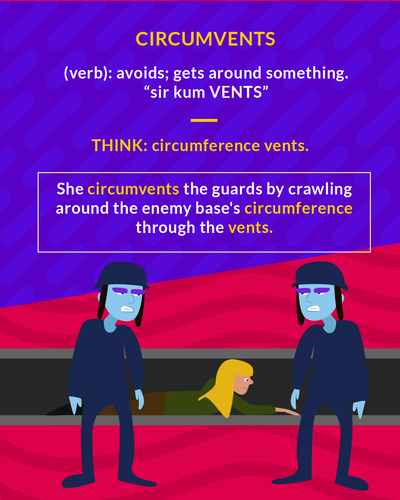 CIRCUMVENTS
(verb): avoids; gets around something.
“sir kum VENTS”
THINK: circumference vents.
She circumvents the guards by crawling
around the enemy base's circumference
through the vents.